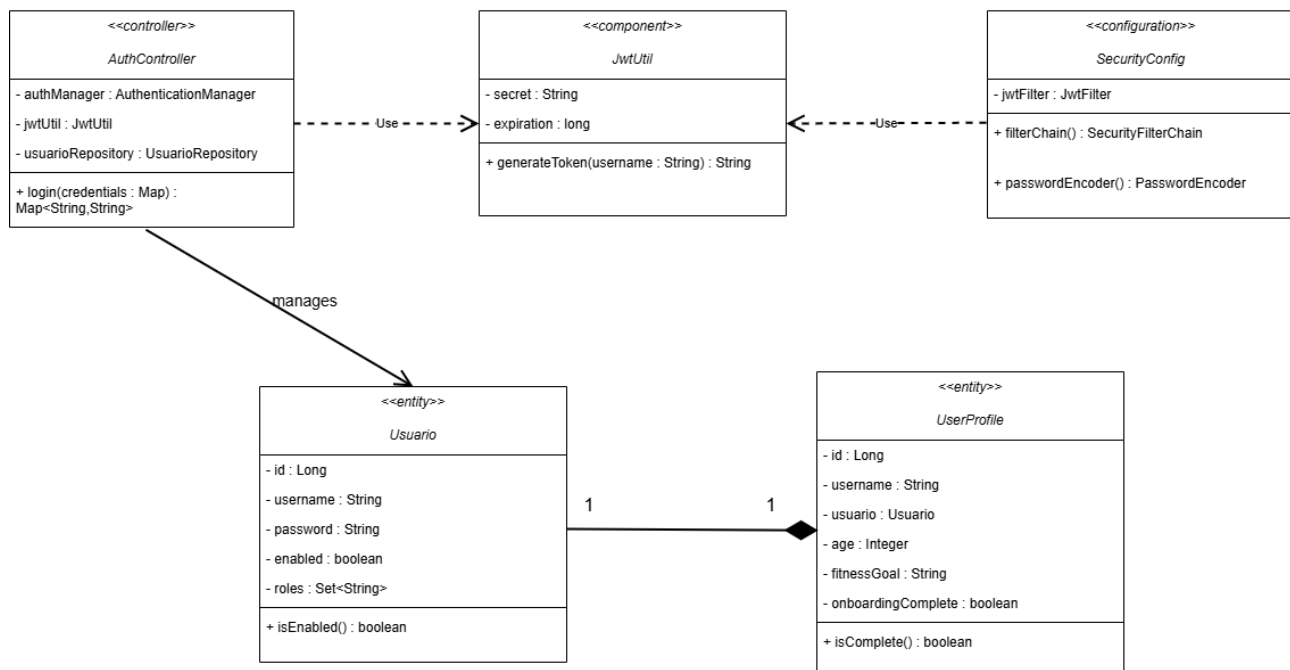 <<controller>>
AuthController
- authManager : AuthenticationManager
- jwtUtil : JwtUtil
- usuarioRepository : UsuarioRepository
+ login(credentials : Map) :
Map<String,String>
Use
<<component>>
JwtUtil
- secret : String
- expiration : long
+ generateToken(username : String) : String
Use
<<configuration>>
SecurityConfig
- jwtFilter : JwtFilter
+ filterChain() : SecurityFilterChain
+ passwordEncoder() : PasswordEncoder
manages
<<entity>>
Usuario
- id : Long
- username : String
- password : String
- enabled : boolean
- roles : Set<String>
+ isEnabled() : boolean
1
1
<<entity>>
UserProfile
- id : Long
- username : String
- usuario : Usuario
- age : Integer
- fitnessGoal : String
- onboardingComplete : boolean
+ isComplete() : boolean